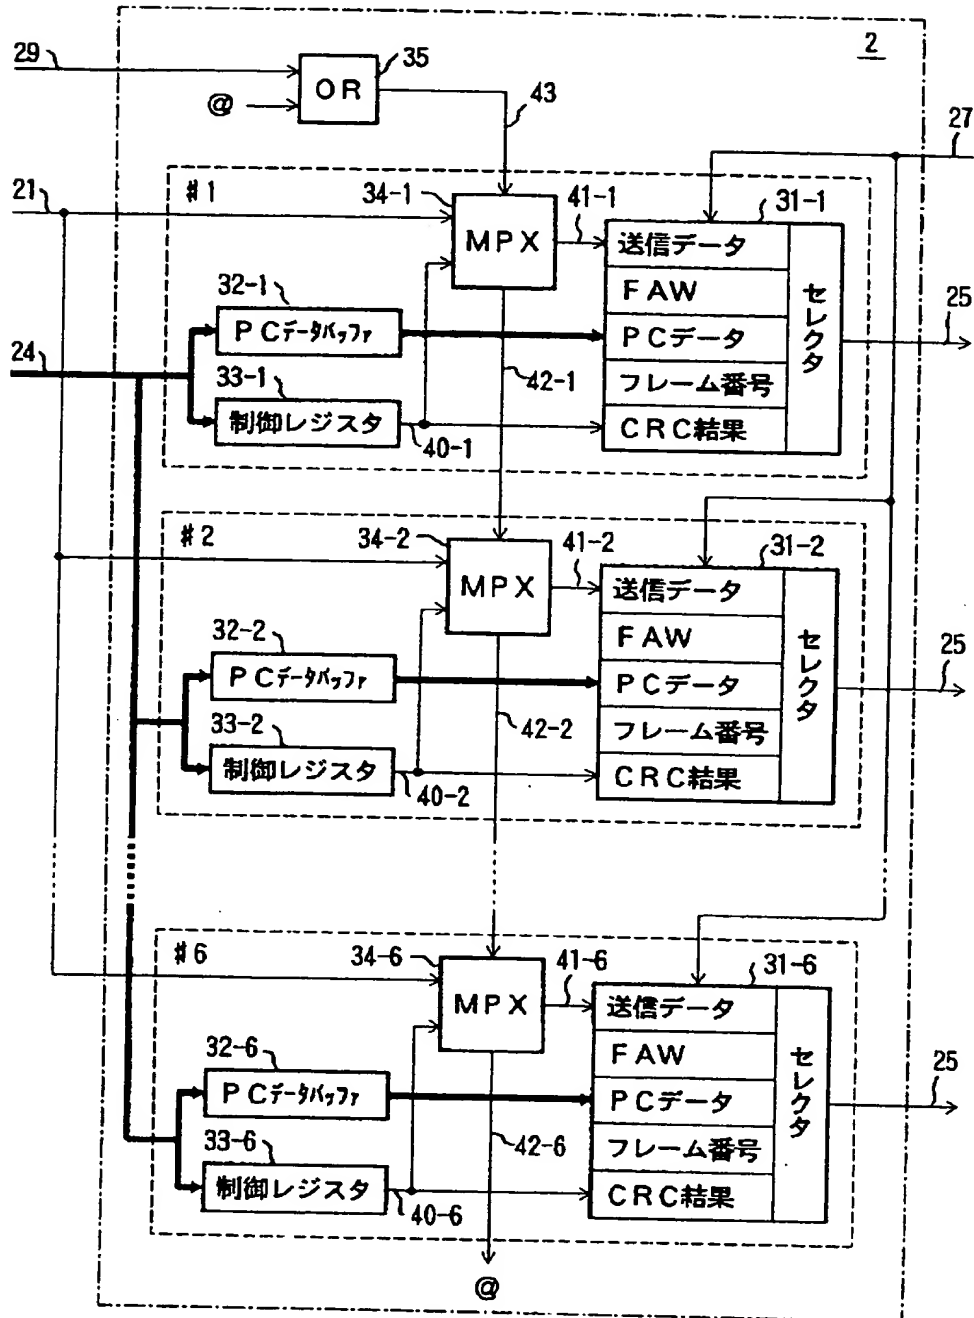 2
29
35
OR
@
43
27
21
#1
34-1
MPX
41-1
31-1
送信データ
FAW
PCデータ
フレーム番号
CRC結果
セレクタ
25
32-1
PCデータバッファ
24
33-1
制御レジスタ
40-1
42-1
#2
34-2
MPX
41-2
31-2
送信データ
FAW
PCデータ
フレーム番号
CRC結果
セレクタ
25
32-2
PCデータバッファ
33-2
制御レジスタ
40-2
42-2
#6
34-6
MPX
41-6
31-6
送信データ
FAW
PCデータ
フレーム番号
CRC結果
セレクタ
25
32-6
PCデータバッファ
33-6
制御レジスタ
40-6
42-6
@